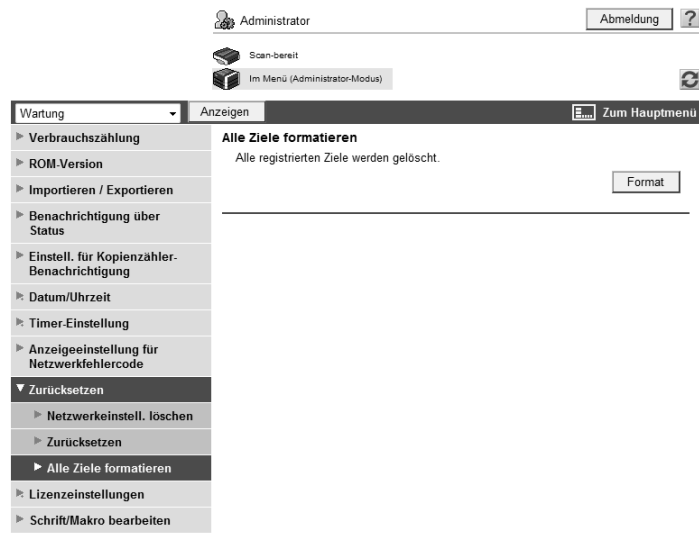 Administrator
Abmeldung
?
Scan-bereit
Im Menü (Administrator-Modus)
Wartung
Anzeigen
Zum Hauptmenü
Verbrauchszählung
ROM-Version
Importieren / Exportieren
Benachrichtigung über
Status
Einstell. für Kopienzähler-
Benachrichtigung
Datum/Uhrzeit
Timer-Einstellung
Anzeigeeinstellung für
Netzwerkfehlercode
Zurücksetzen
Netzwerkeinstell. löschen
Zurücksetzen
Alle Ziele formatieren
Lizenzeinstellungen
Schrift/Makro bearbeiten
Alle Ziele formatieren
Alle registrierten Ziele werden gelöscht.
Format